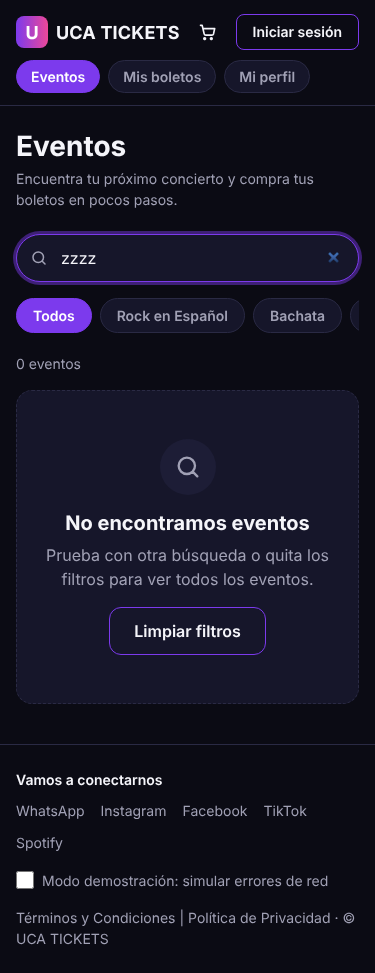 U UCA TICKETS Iniciar sesión
Eventos Mis boletos Mi perfil
Eventos
Encuentra tu próximo concierto y compra tus
boletos en pocos pasos.
zzzz
Todos Rock en Español Bachata
0 eventos
No encontramos eventos
Prueba con otra búsqueda o quita los
filtros para ver todos los eventos.
Limpiar filtros
Vamos a conectarnos
WhatsApp Instagram Facebook TikTok
Spotify
Modo demostración: simular errores de red
Términos y Condiciones | Política de Privacidad · ©
UCA TICKETS